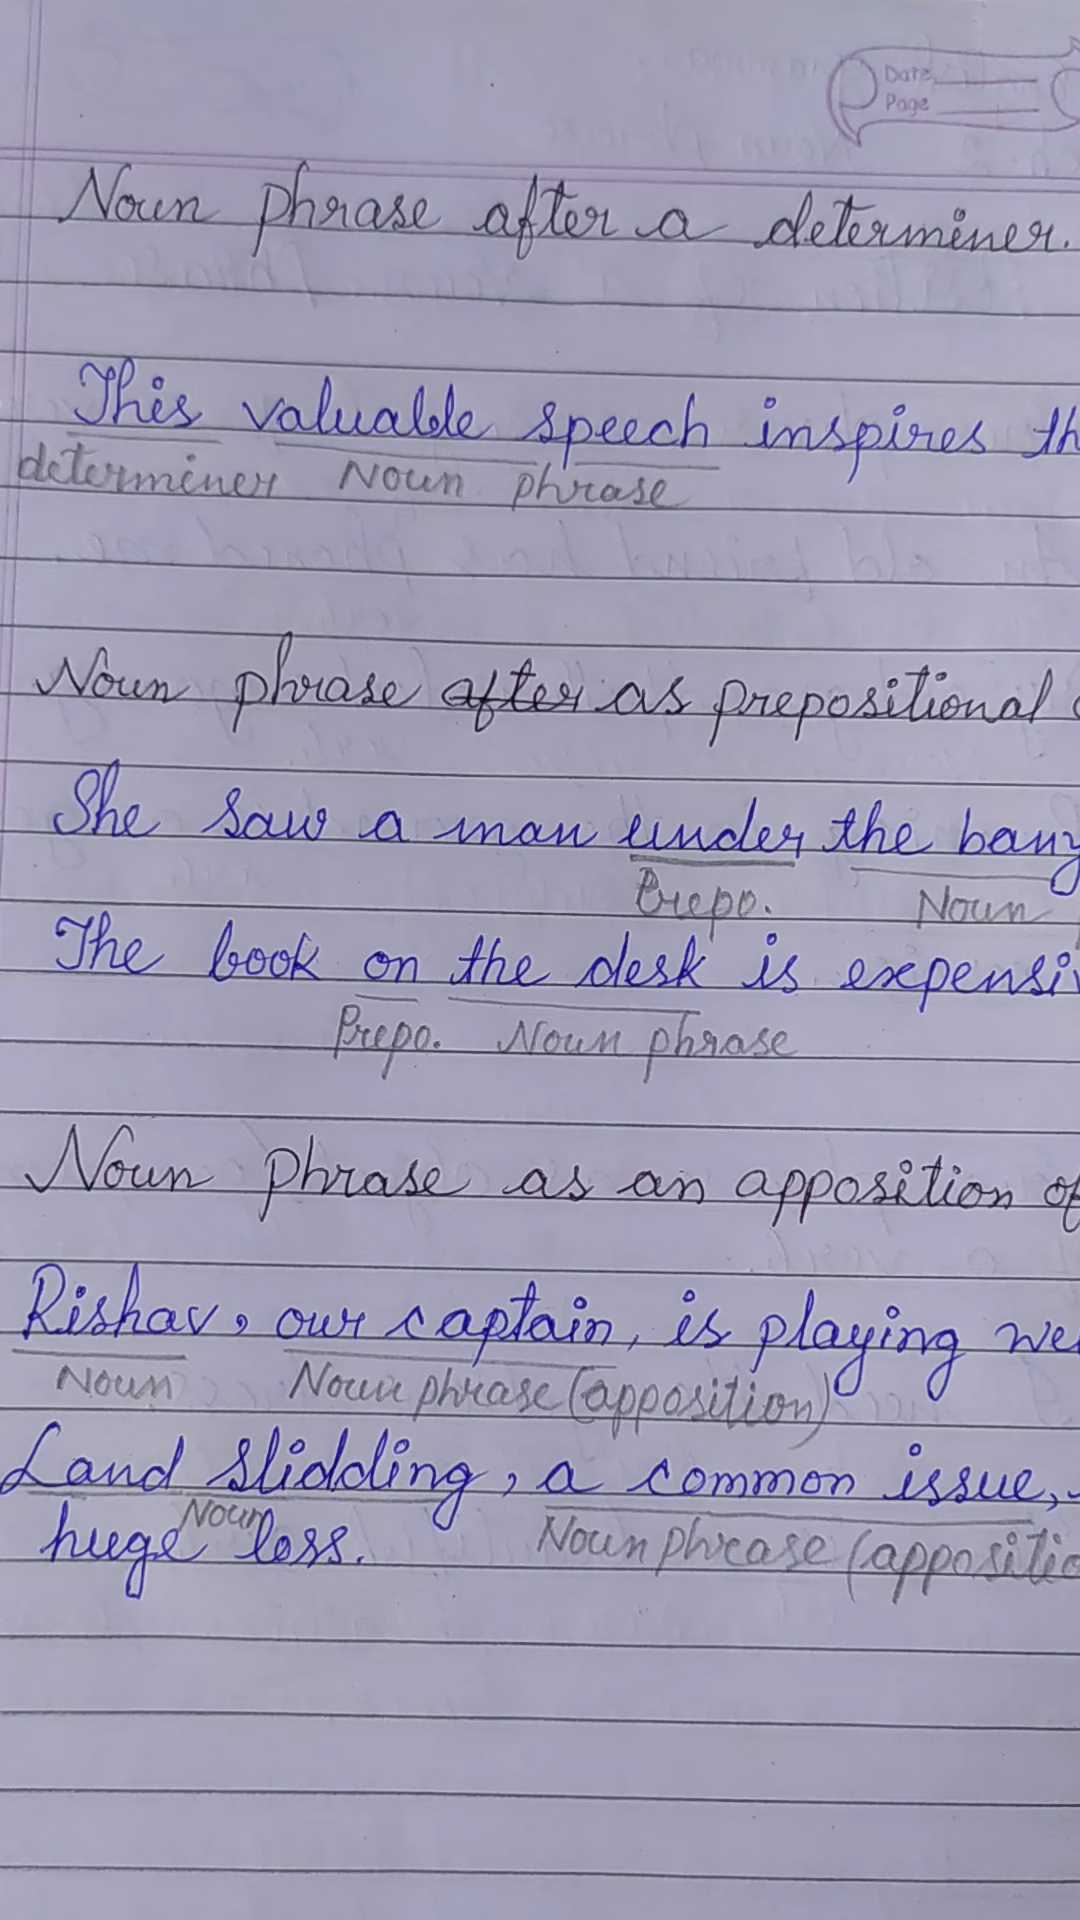 Date
Page
Noun phrase after a determiner.
This valuable speech inspires th
determiner Noun phrase
Noun phrase after as prepositional
She saw a man under the bany
Prepo. Noun
The book on the desk is expensi
Prepo. Noun phrase
Noun phrase as an apposition of
Rishav, our captain, is playing we
Noun Noun phrase (apposition)
Land slidding, a common issue,
Noun Noun phrase (appositio
huge loss.